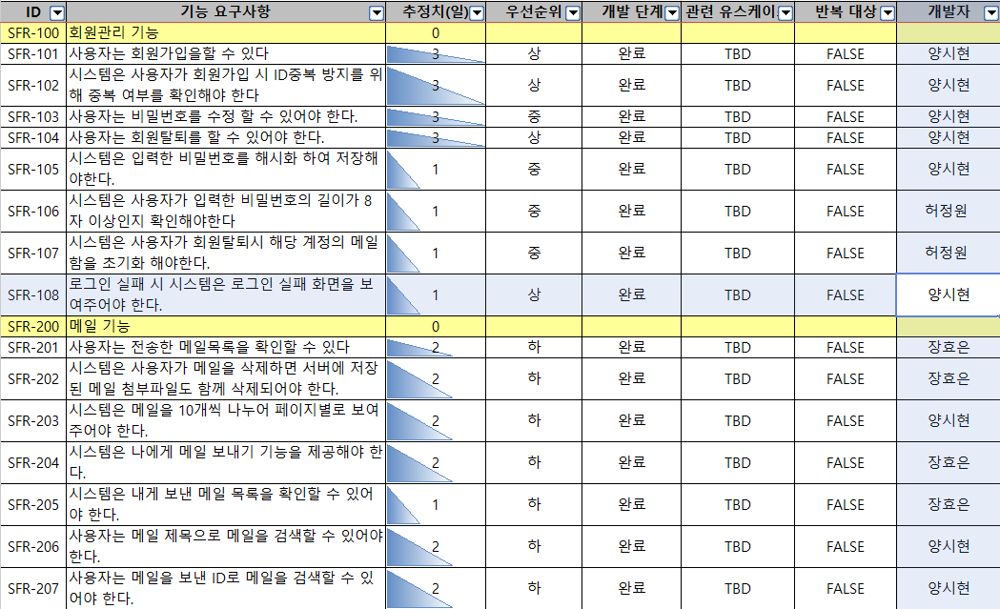 ID 기능 요구사항 추정치(일) 우선순위 개발 단계 관련 유스케이 반복 대상 개발자
SFR-100 회원관리 기능 0
SFR-101 사용자는 회원가입을할 수 있다 3 상 완료 TBD FALSE 양시현
시스템은 사용자가 회원가입 시 ID중복 방지를 위
SFR-102 해 중복 여부를 확인해야 한다 3 상 완료 TBD FALSE 양시현
SFR-103 사용자는 비밀번호를 수정 할 수 있어야 한다. 3 중 완료 TBD FALSE 양시현
SFR-104 사용자는 회원탈퇴를 할 수 있어야 한다. 3 상 완료 TBD FALSE 양시현
시스템은 입력한 비밀번호를 해시화 하여 저장해
SFR-105 야한다. 1 중 완료 TBD FALSE 양시현
시스템은 사용자가 입력한 비밀번호의 길이가 8
SFR-106 자 이상인지 확인해야한다 1 중 완료 TBD FALSE 허정원
시스템은 사용자가 회원탈퇴시 해당 계정의 메일
SFR-107 함을 초기화 해야한다. 1 중 완료 TBD FALSE 허정원
로그인 실패 시 시스템은 로그인 실패 화면을 보
SFR-108 여주어야 한다. 1 상 완료 TBD FALSE 양시현
SFR-200 메일 기능 0
SFR-201 사용자는 전송한 메일목록을 확인할 수 있다 2 하 완료 TBD FALSE 장효은
시스템은 사용자가 메일을 삭제하면 서버에 저장
SFR-202 된 메일 첨부파일도 함께 삭제되어야 한다. 2 하 완료 TBD FALSE 장효은
시스템은 메일을 10개씩 나누어 페이지별로 보여
SFR-203 주어야 한다. 2 하 완료 TBD FALSE 양시현
시스템은 나에게 메일 보내기 기능을 제공해야 한
SFR-204 다. 2 하 완료 TBD FALSE 장효은
시스템은 내게 보낸 메일 목록을 확인할 수 있어
SFR-205 야 한다. 1 하 완료 TBD FALSE 장효은
사용자는 메일 제목으로 메일을 검색할 수 있어야
SFR-206 한다. 2 하 완료 TBD FALSE 양시현
사용자는 메일을 보낸 ID로 메일을 검색할 수 있
SFR-207 어야 한다. 2 하 완료 TBD FALSE 양시현